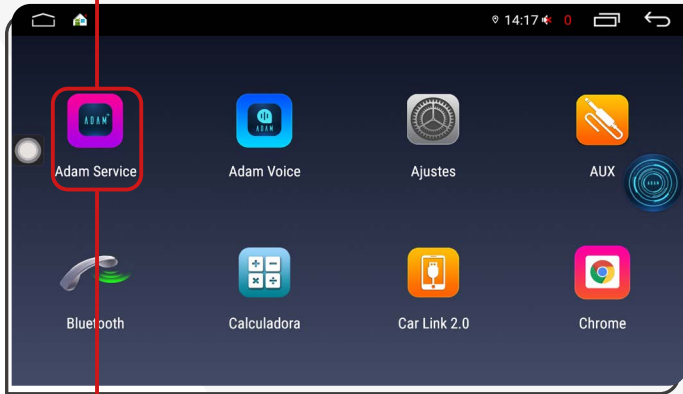 14:17 0
ADAM
ADAM
Adam Service Adam Voice Ajustes AUX
ADAM
Bluetooth Calculadora Car Link 2.0 Chrome